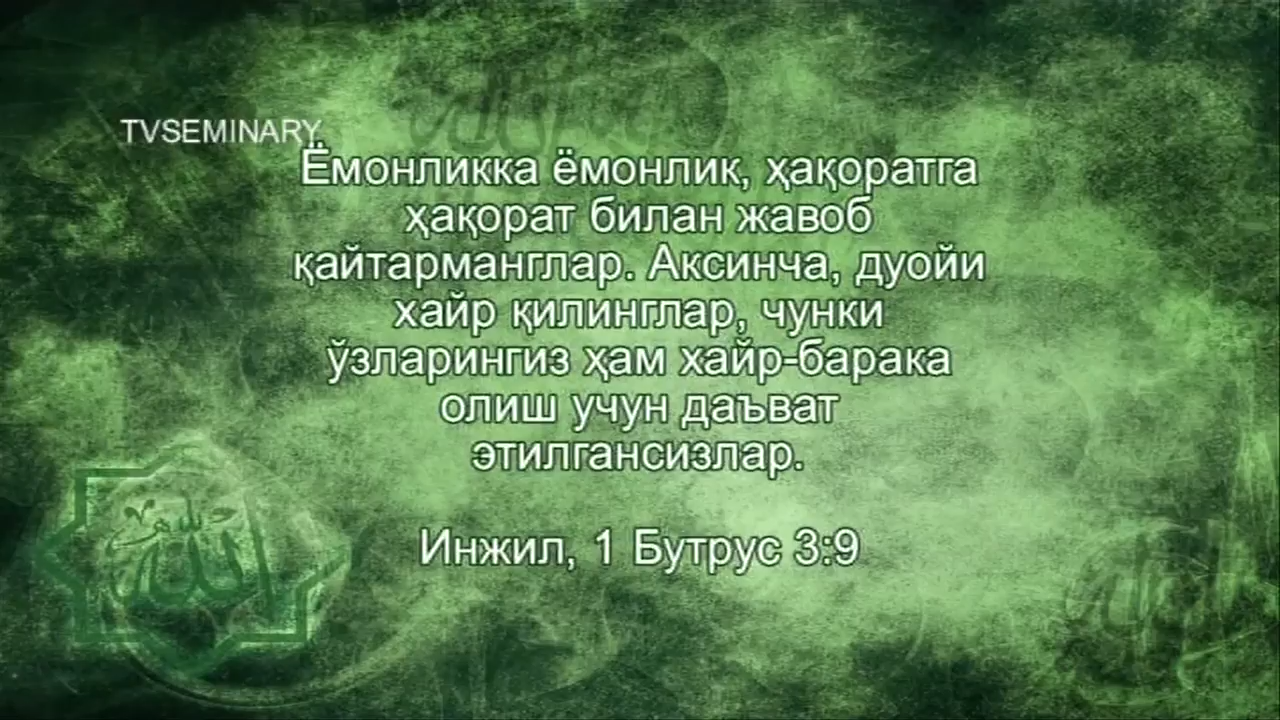 TVSEMINARY
Ёмонликка ёмонлик, ҳақоратга
ҳақорат билан жавоб
қайтарманглар. Аксинча, дуойи
хайр қилинглар, чунки
ўзларингиз ҳам хайр-барака
олиш учун даъват
этилгансизлар.
Инжил, 1 Бутрус 3:9
الله